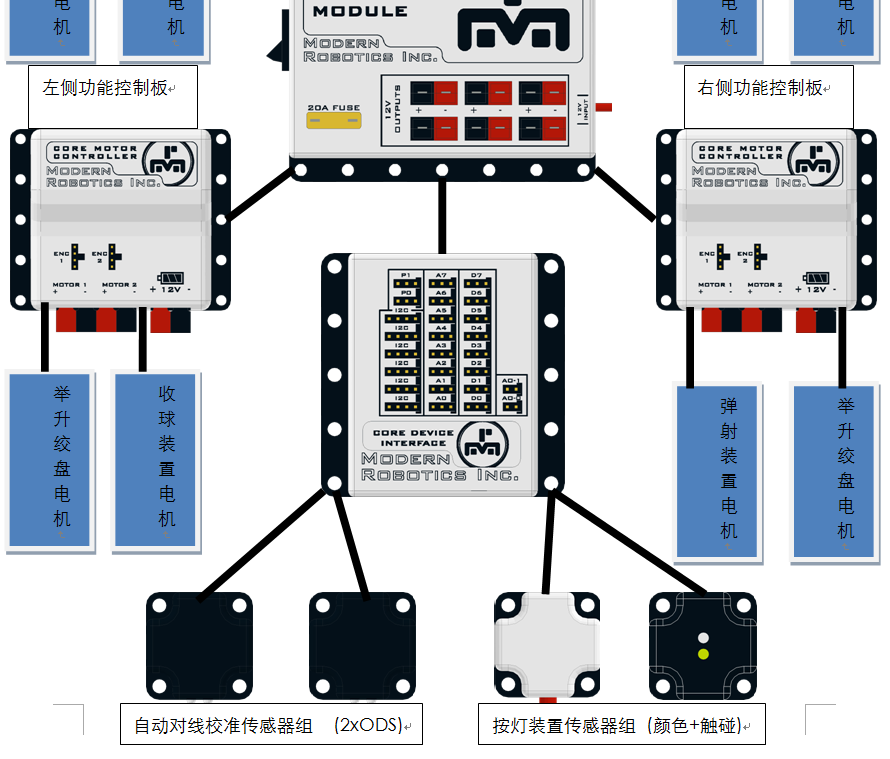 电机
电机
电机
电机
MODULE
MODERN
ROBOTICS INC.
20A FUSE
12V
OUTPUTS
+ - + - + -
12V
INPUT
左侧功能控制板
右侧功能控制板
CORE MOTOR
CONTROLLER
MODERN
ROBOTICS INC.
ENC
1
ENC
2
MOTOR 1
+ -
MOTOR 2
+ -
+ 12V -
CORE MOTOR
CONTROLLER
MODERN
ROBOTICS INC.
ENC
1
ENC
2
MOTOR 1
+ -
MOTOR 2
+ -
+ 12V -
P1 A7 D7
P0 A6 D6
I2C A5 D5
I2C A4 D4
I2C A3 D3
I2C A2 D2
I2C A1 D1 AO-1
I2C A0 D0 AO-0
CORE DEVICE
INTERFACE
MODERN
ROBOTICS INC.
举升绞盘电机
收球装置电机
弹射装置电机
举升绞盘电机
自动对线校准传感器组 (2xODS)
按灯装置传感器组 (颜色+触碰)